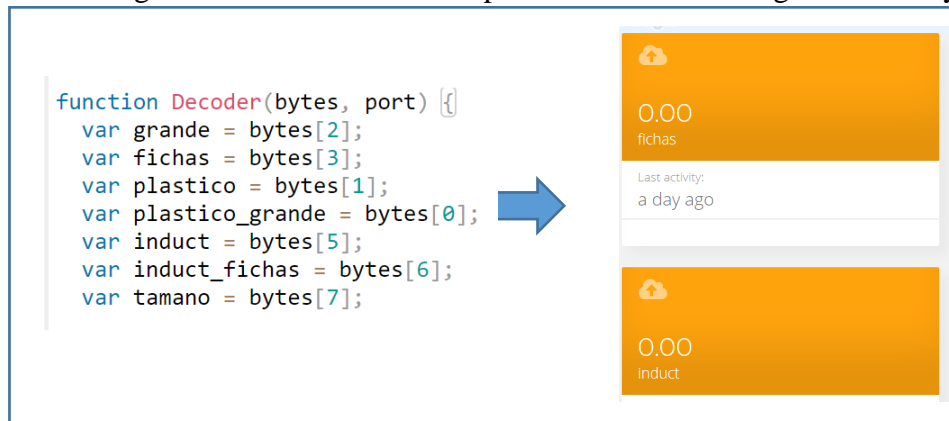 function Decoder(bytes, port) {
var grande = bytes[2];
var fichas = bytes[3];
var plastico = bytes[1];
var plastico_grande = bytes[0];
var induct = bytes[5];
var induct_fichas = bytes[6];
var tamano = bytes[7];
0.00
fichas
Last activity:
a day ago
0.00
induct